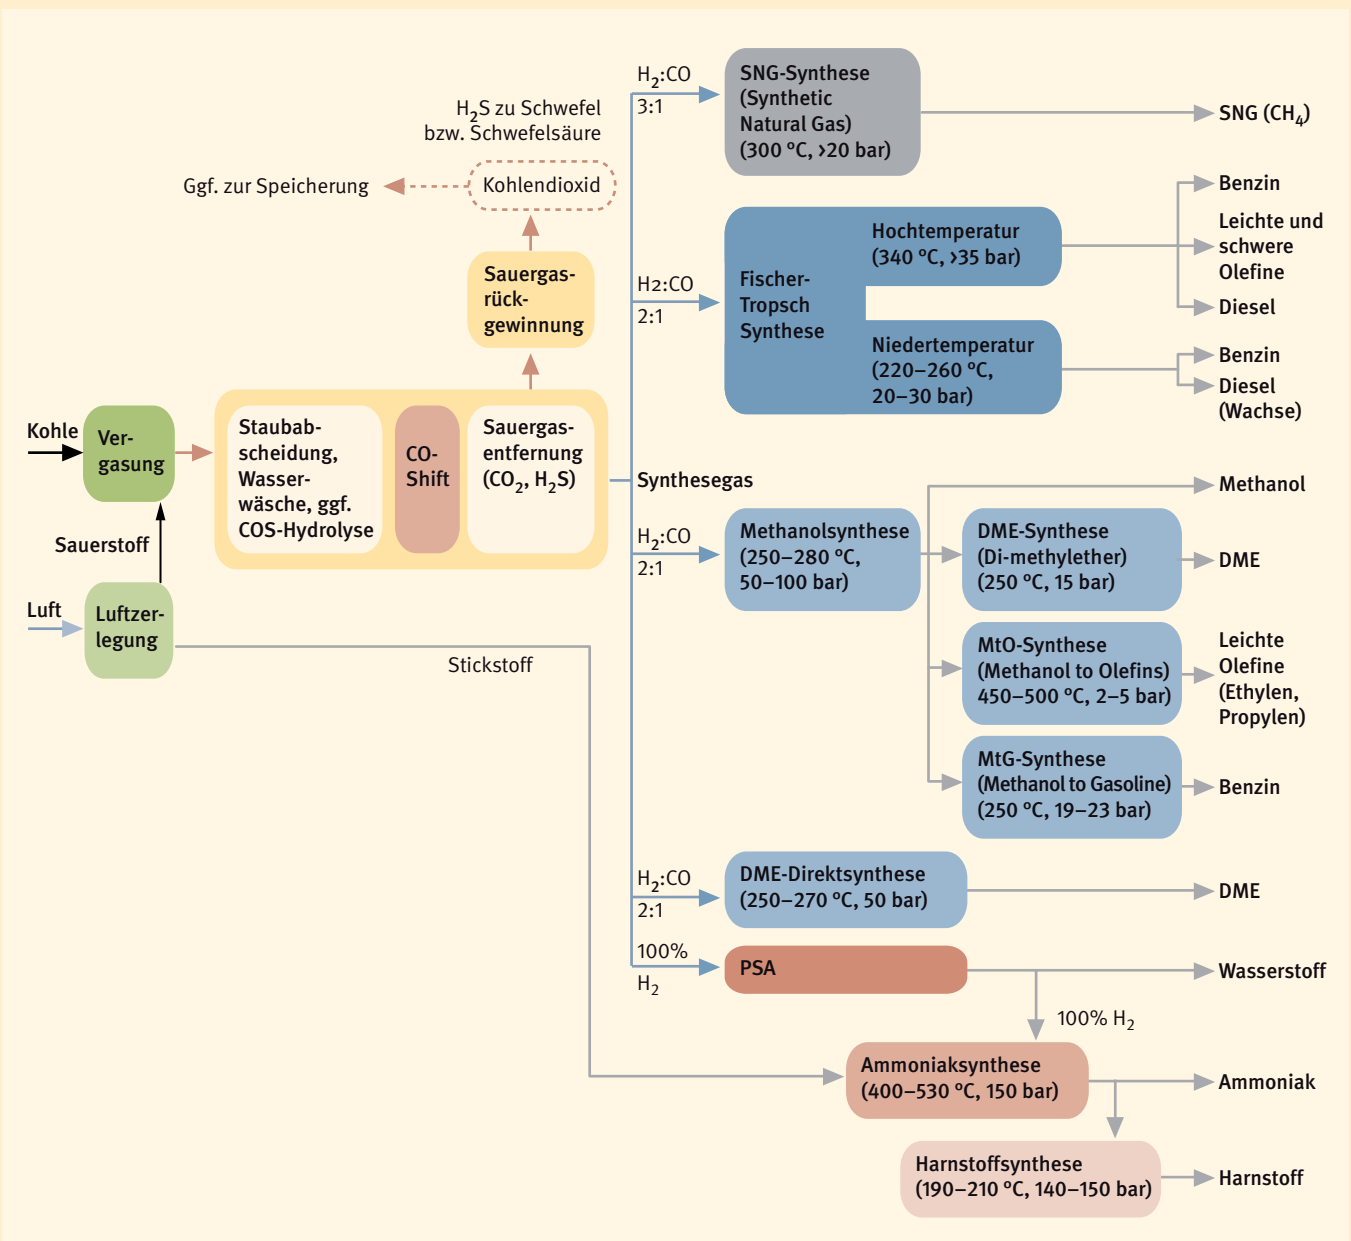 H₂:CO
3:1
SNG-Synthese
(Synthetic
Natural Gas)
(300 °C, >20 bar)
SNG (CH₄)
H₂S zu Schwefel
bzw. Schwefelsäure
Ggf. zur Speicherung
Kohlendioxid
Sauergas-
rück-
gewinnung
H2:CO
2:1
Fischer-
Tropsch
Synthese
Hochtemperatur
(340 °C, >35 bar)
Niedertemperatur
(220–260 °C,
20–30 bar)
Benzin
Leichte und
schwere
Olefine
Diesel
Benzin
Diesel
(Wachse)
Kohle
Ver-
gasung
Staubab-
scheidung,
Wasser-
wäsche, ggf.
COS-Hydrolyse
CO-
Shift
Sauergas-
entfernung
(CO₂, H₂S)
Synthesegas
Sauerstoff
Luft
Luftzer-
legung
Stickstoff
H₂:CO
2:1
Methanolsynthese
(250–280 °C,
50–100 bar)
Methanol
DME-Synthese
(Di-methylether)
(250 °C, 15 bar)
DME
MtO-Synthese
(Methanol to Olefins)
450–500 °C, 2–5 bar)
Leichte
Olefine
(Ethylen,
Propylen)
MtG-Synthese
(Methanol to Gasoline)
(250 °C, 19–23 bar)
Benzin
H₂:CO
2:1
DME-Direktsynthese
(250–270 °C, 50 bar)
DME
100%
H₂
PSA
Wasserstoff
100% H₂
Ammoniaksynthese
(400–530 °C, 150 bar)
Ammoniak
Harnstoffsynthese
(190–210 °C, 140–150 bar)
Harnstoff